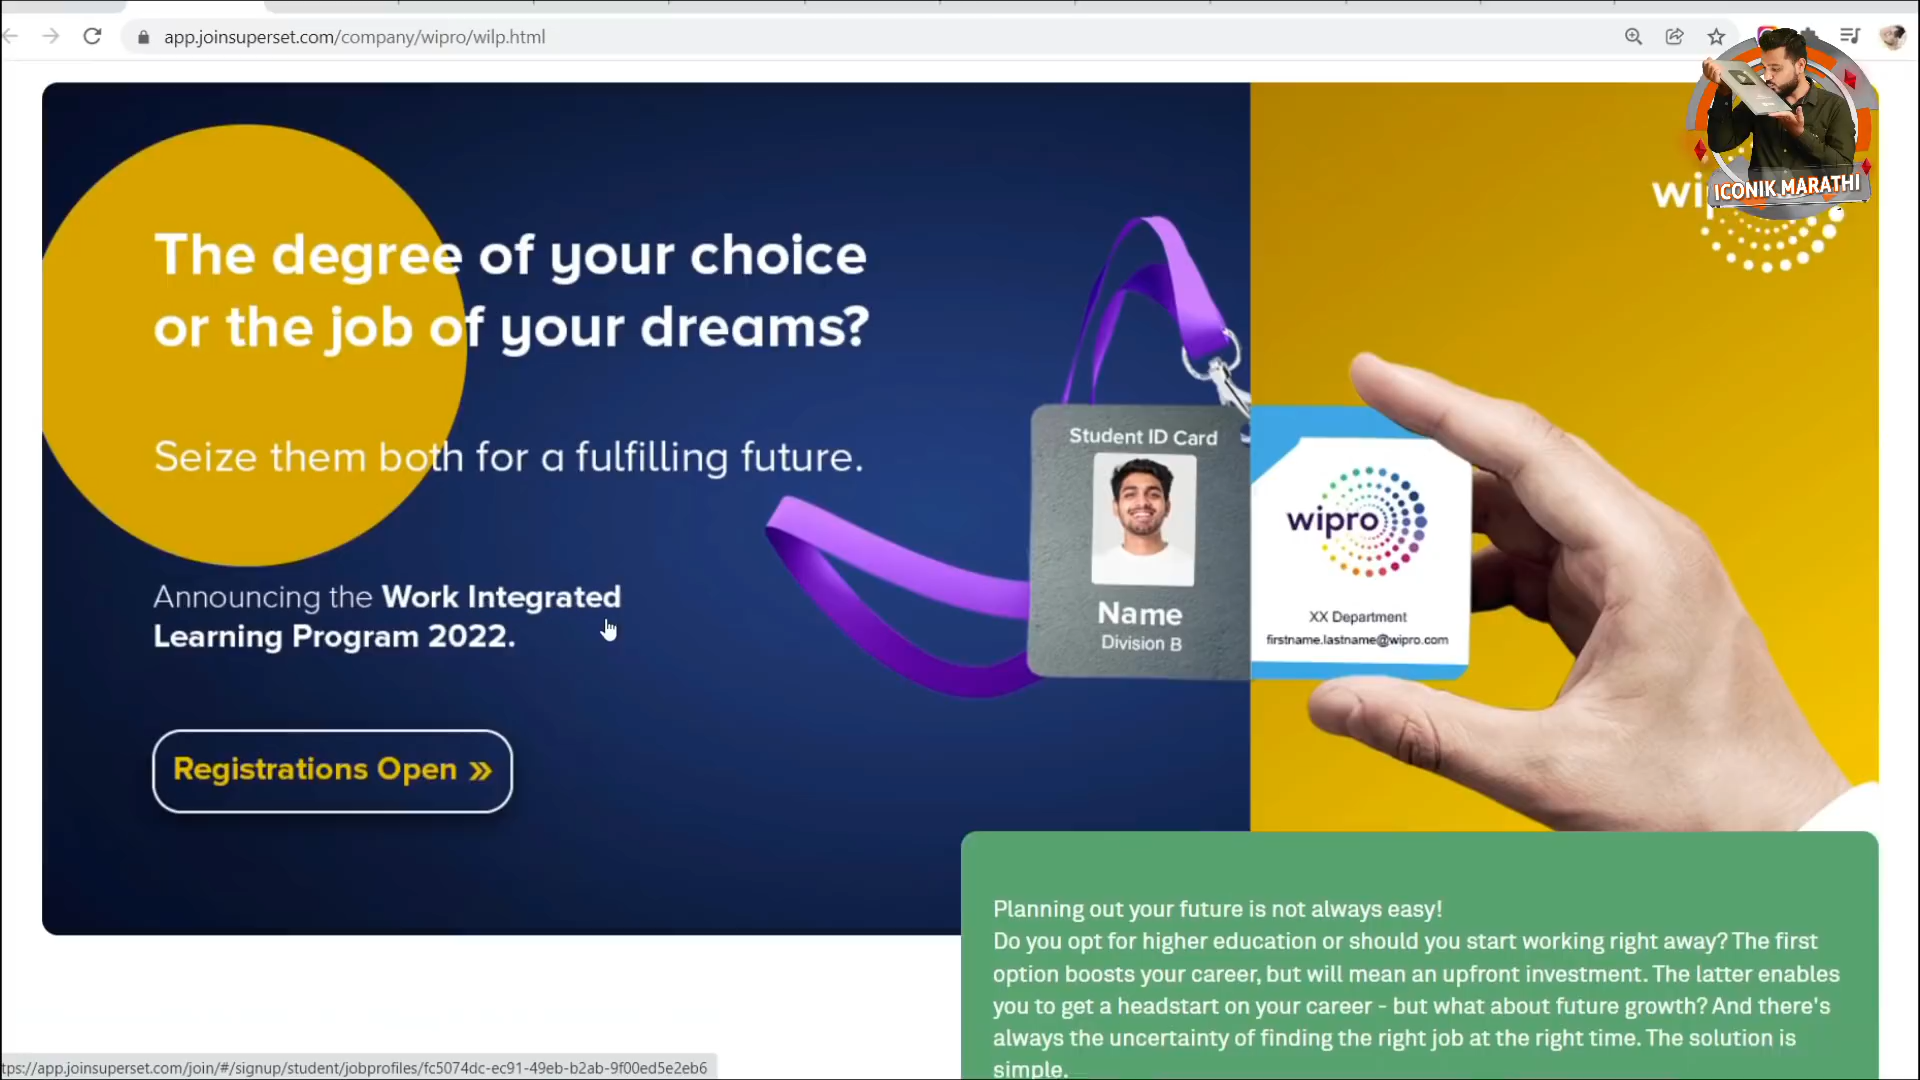 app.joinsuperset.com/company/wipro/wilp.html
ICONIK MARATHI
wi
The degree of your choice
or the job of your dreams?
Seize them both for a fulfilling future.
Announcing the Work Integrated
Learning Program 2022.
Registrations Open »
Student ID Card
Name
Division B
wipro
XX Department
firstname.lastname@wipro.com
Planning out your future is not always easy!
Do you opt for higher education or should you start working right away? The first
option boosts your career, but will mean an upfront investment. The latter enables
you to get a headstart on your career - but what about future growth? And there's
always the uncertainty of finding the right job at the right time. The solution is
simple.
tps://app.joinsuperset.com/join/#/signup/student/jobprofiles/fc5074dc-ec91-49eb-b2ab-9f00ed5e2eb6